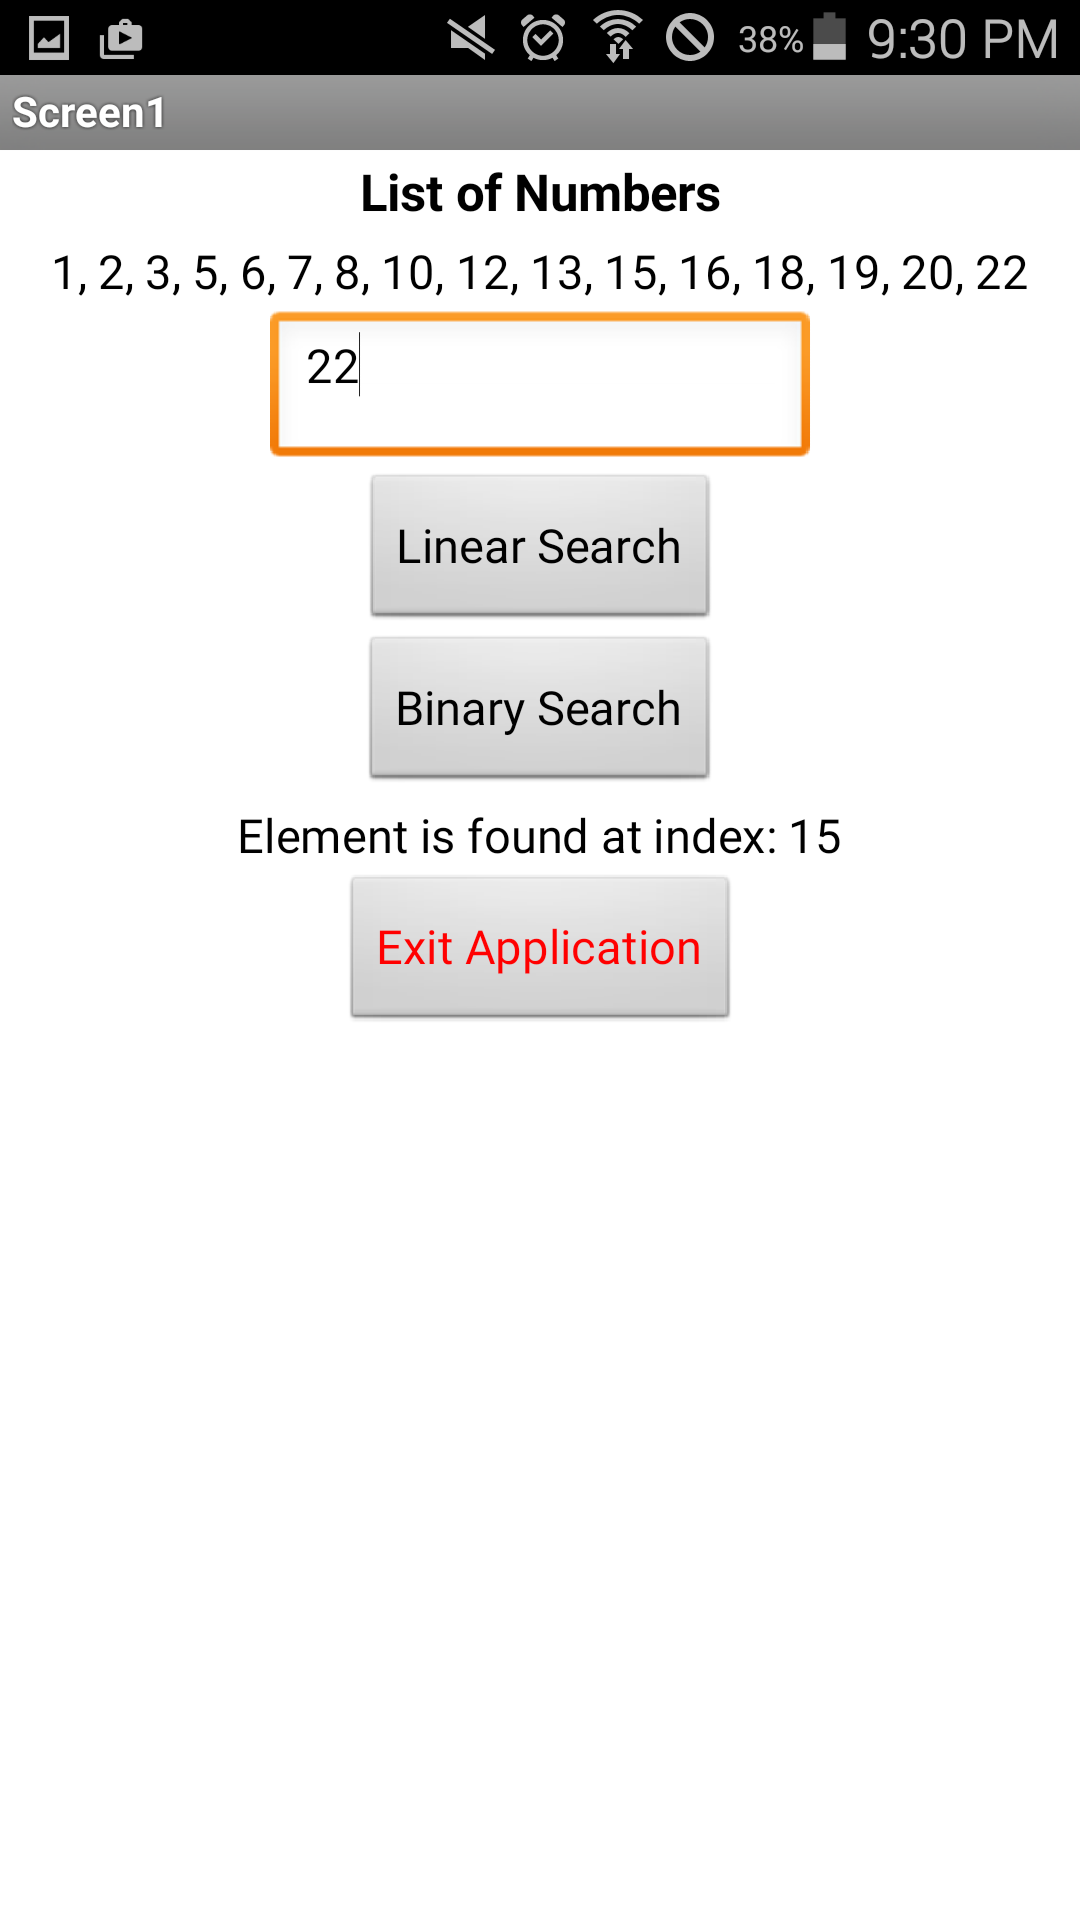 38% 9:30 PM
Screen1
List of Numbers
1, 2, 3, 5, 6, 7, 8, 10, 12, 13, 15, 16, 18, 19, 20, 22
22
Linear Search
Binary Search
Element is found at index: 15
Exit Application